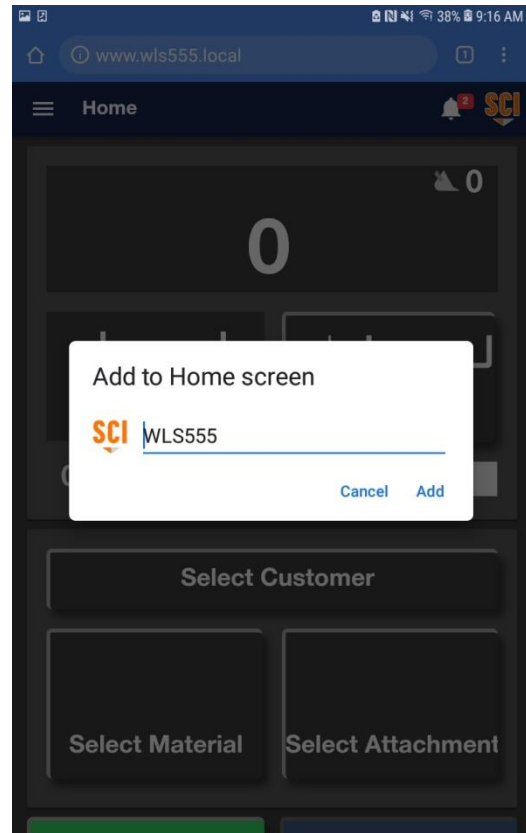 38% 9:16 AM
www.wls555.local 1
Home 2 SCI
0
0
Add to Home screen
SCI WLS555
Cancel Add
Select Customer
Select Material Select Attachment